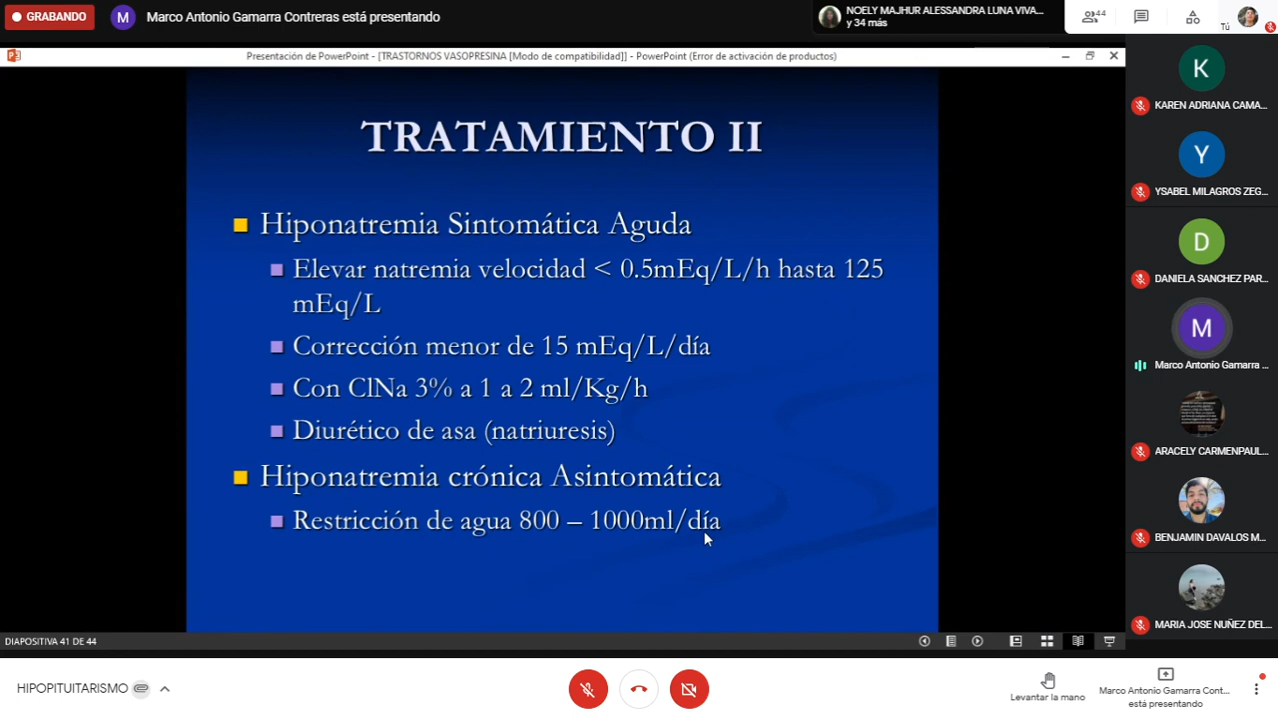 GRABANDO
M
Marco Antonio Gamarra Contreras está presentando
NOELY MAJHUR ALESSANDRA LUNA VIVA...
y 34 más
44
Tú
Presentación de PowerPoint - [TRASTORNOS VASOPRESINA [Modo de compatibilidad]] - PowerPoint (Error de activación de productos)
TRATAMIENTO II
Hiponatremia Sintomática Aguda
Elevar natremia velocidad < 0.5mEq/L/h hasta 125
mEq/L
Corrección menor de 15 mEq/L/día
Con ClNa 3% a 1 a 2 ml/Kg/h
Diurético de asa (natriuresis)
Hiponatremia crónica Asintomática
Restricción de agua 800 – 1000ml/día
DIAPOSITIVA 41 DE 44
K
KAREN ADRIANA CAMA...
Y
YSABEL MILAGROS ZEG...
D
DANIELA SANCHEZ PAR...
M
Marco Antonio Gamarra ...
ARACELY CARMENPAUL...
BENJAMIN DAVALOS M...
MARIA JOSE NUÑEZ DEL...
HIPOPITUITARISMO
Levantar la mano
Marco Antonio Gamarra Cont...
está presentando